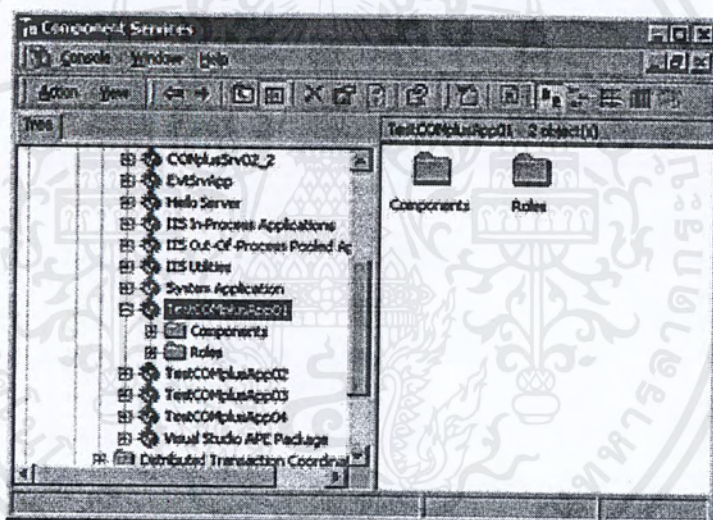 Component Services
Console Window Help
Action View
Tree
TestCOMplusApp01 2 object(s)
COMplusSrv02_2
EvtSrvApp
Hello Server
IIS In-Process Applications
IIS Out-Of-Process Pooled Ap
IIS Utilities
System Application
TestCOMplusApp01
Components
Roles
TestCOMplusApp02
TestCOMplusApp03
TestCOMplusApp04
Visual Studio APE Package
Distributed Transaction Coordinat
Components
Roles